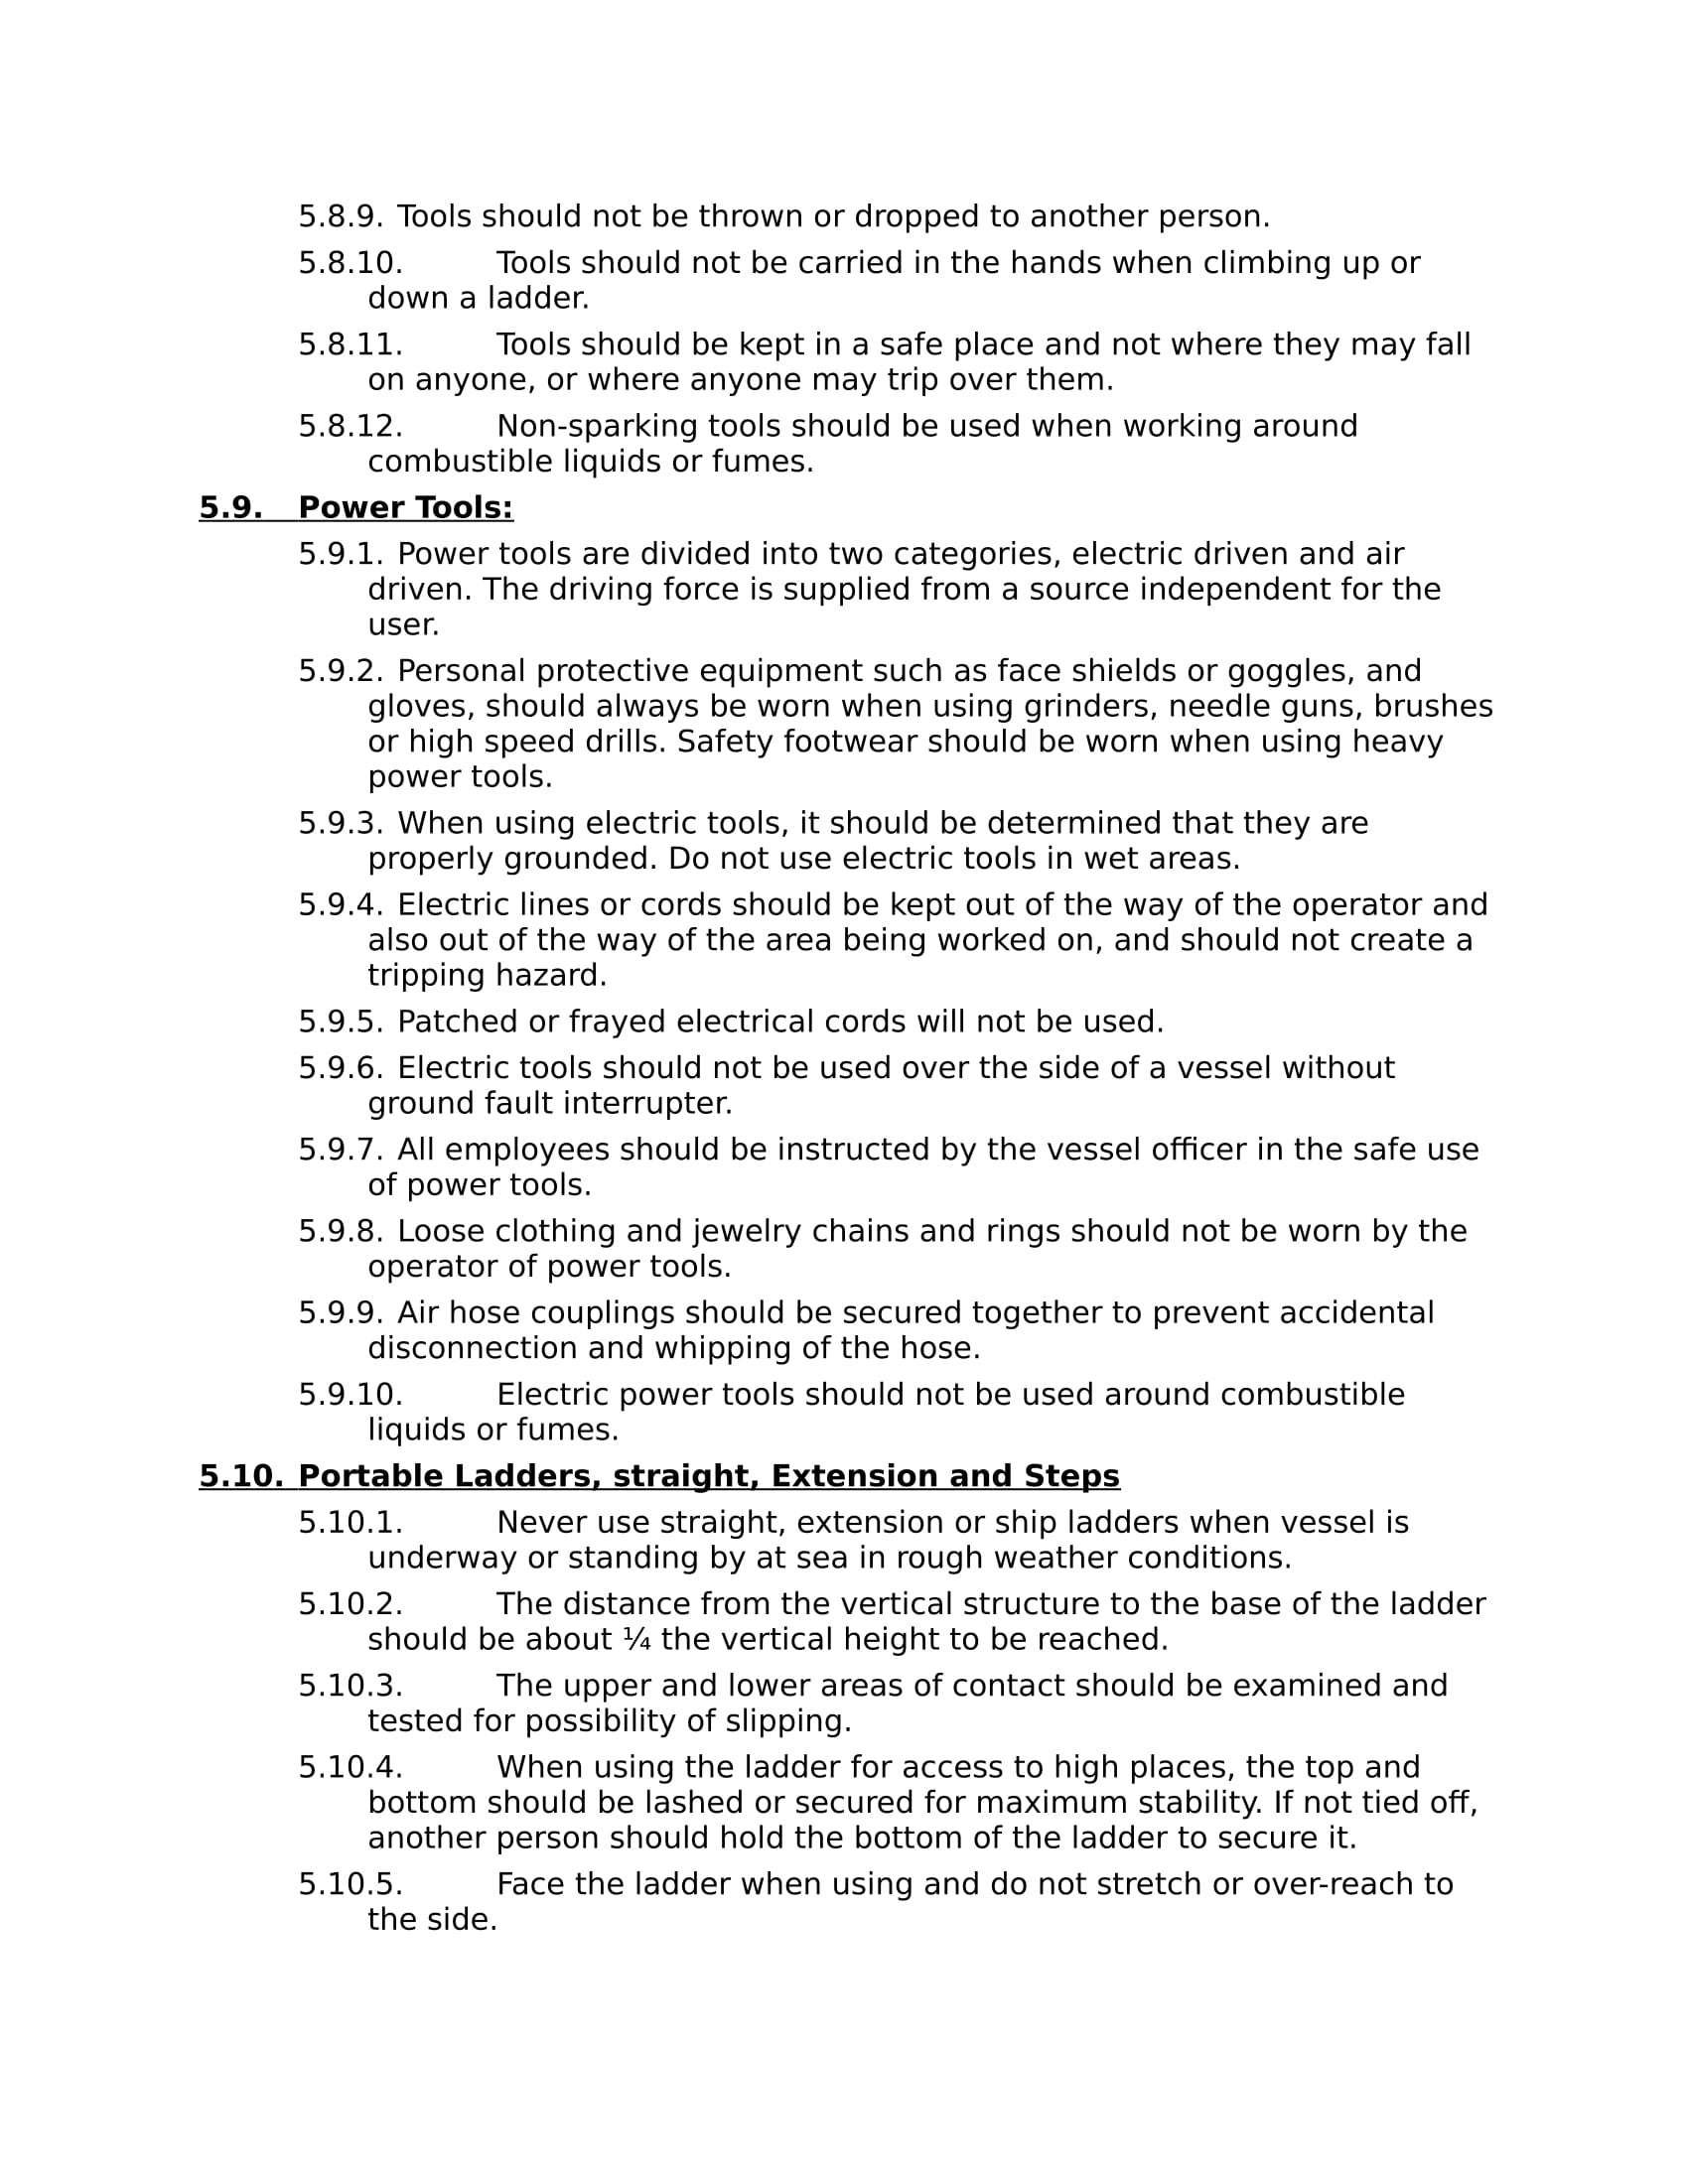 5.8.9. Tools should not be thrown or dropped to another person.
5.8.10. Tools should not be carried in the hands when climbing up or
down a ladder.
5.8.11. Tools should be kept in a safe place and not where they may fall
on anyone, or where anyone may trip over them.
5.8.12. Non-sparking tools should be used when working around
combustible liquids or fumes.
5.9. Power Tools:
5.9.1. Power tools are divided into two categories, electric driven and air
driven. The driving force is supplied from a source independent for the
user.
5.9.2. Personal protective equipment such as face shields or goggles, and
gloves, should always be worn when using grinders, needle guns, brushes
or high speed drills. Safety footwear should be worn when using heavy
power tools.
5.9.3. When using electric tools, it should be determined that they are
properly grounded. Do not use electric tools in wet areas.
5.9.4. Electric lines or cords should be kept out of the way of the operator and
also out of the way of the area being worked on, and should not create a
tripping hazard.
5.9.5. Patched or frayed electrical cords will not be used.
5.9.6. Electric tools should not be used over the side of a vessel without
ground fault interrupter.
5.9.7. All employees should be instructed by the vessel officer in the safe use
of power tools.
5.9.8. Loose clothing and jewelry chains and rings should not be worn by the
operator of power tools.
5.9.9. Air hose couplings should be secured together to prevent accidental
disconnection and whipping of the hose.
5.9.10. Electric power tools should not be used around combustible
liquids or fumes.
5.10. Portable Ladders, straight, Extension and Steps
5.10.1. Never use straight, extension or ship ladders when vessel is
underway or standing by at sea in rough weather conditions.
5.10.2. The distance from the vertical structure to the base of the ladder
should be about ¼ the vertical height to be reached.
5.10.3. The upper and lower areas of contact should be examined and
tested for possibility of slipping.
5.10.4. When using the ladder for access to high places, the top and
bottom should be lashed or secured for maximum stability. If not tied off,
another person should hold the bottom of the ladder to secure it.
5.10.5. Face the ladder when using and do not stretch or over-reach to
the side.